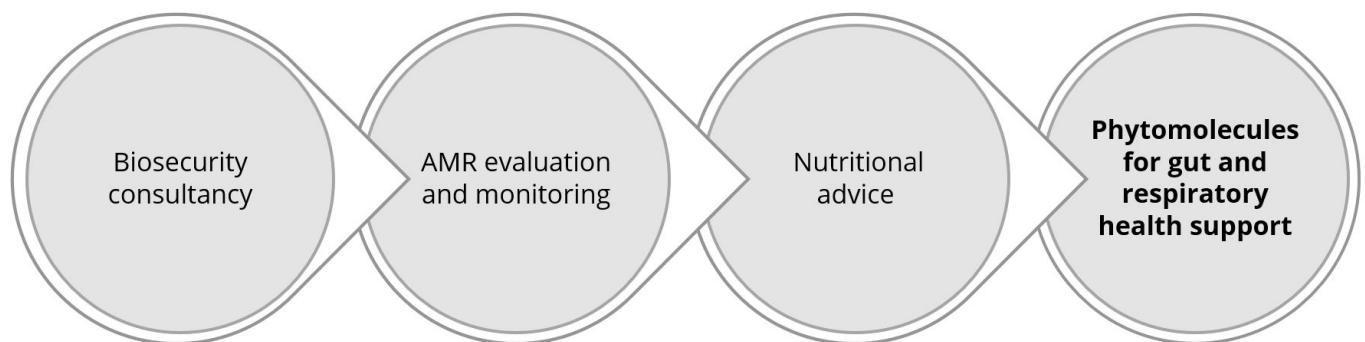 Biosecurity
consultancy
AMR evaluation
and monitoring
Nutritional
advice
Phytomolecules
for gut and
respiratory
health support